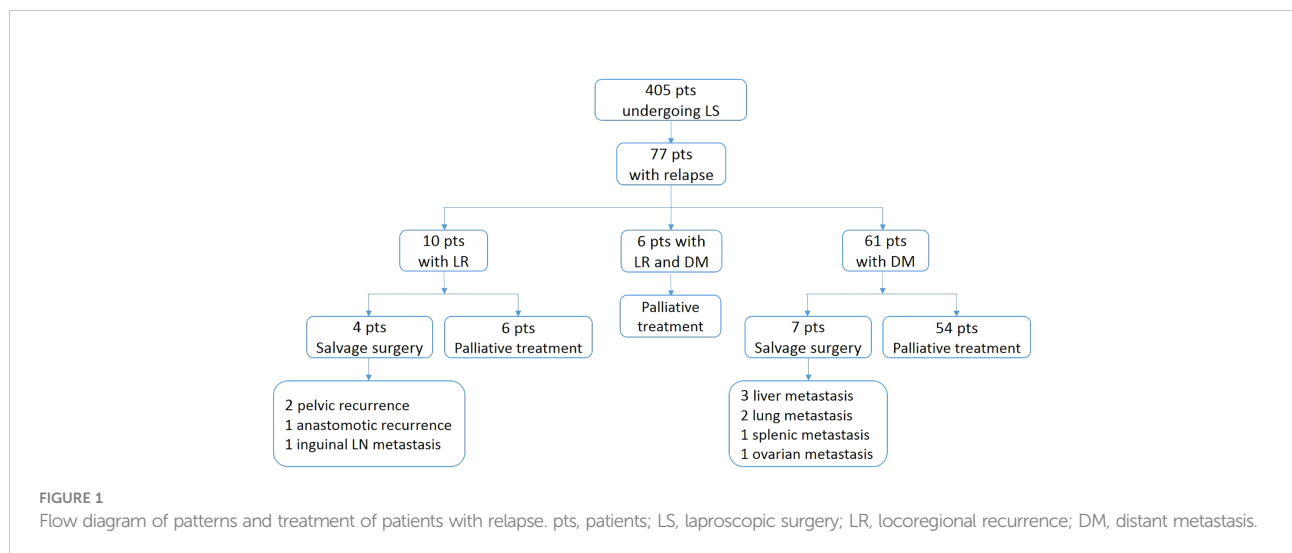 405 pts
undergoing LS
77 pts
with relapse
10 pts
with LR
6 pts with
LR and DM
61 pts
with DM
4 pts
Salvage surgery
6 pts
Palliative treatment
Palliative
treatment
7 pts
Salvage surgery
54 pts
Palliative treatment
2 pelvic recurrence
1 anastomotic recurrence
1 inguinal LN metastasis
3 liver metastasis
2 lung metastasis
1 splenic metastasis
1 ovarian metastasis
FIGURE 1
Flow diagram of patterns and treatment of patients with relapse. pts, patients; LS, laproscopic surgery; LR, locoregional recurrence; DM, distant metastasis.